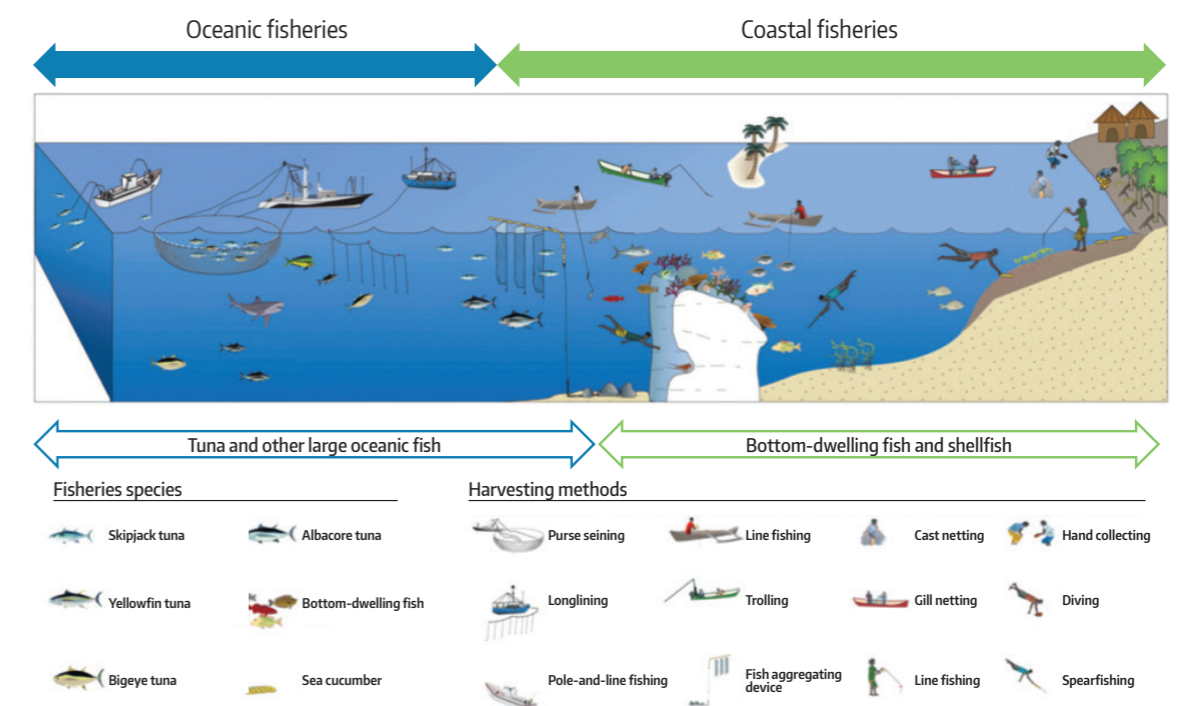 Oceanic fisheries
Coastal fisheries
Tuna and other large oceanic fish
Bottom-dwelling fish and shellfish
Fisheries species
Skipjack tuna
Albacore tuna
Yellowfin tuna
Bottom-dwelling fish
Bigeye tuna
Sea cucumber
Harvesting methods
Purse seining
Line fishing
Cast netting
Hand collecting
Longlining
Trolling
Gill netting
Diving
Pole-and-line fishing
Fish aggregating
device
Line fishing
Spearfishing